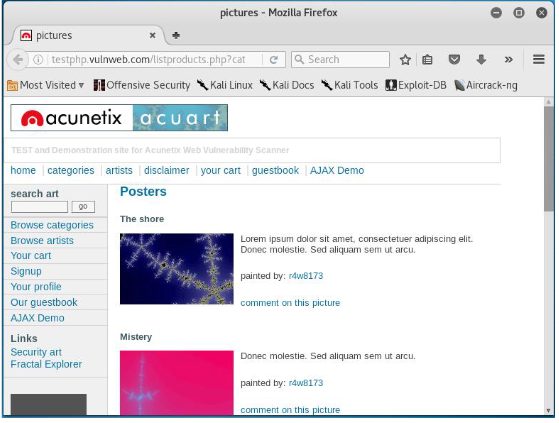 pictures - Mozilla Firefox
pictures
testphp.vulnweb.com/listproducts.php?cat
Search
Most Visited
Offensive Security
Kali Linux
Kali Docs
Kali Tools
Exploit-DB
Aircrack-ng
acunetix acuart
TEST and Demonstration site for Acunetix Web Vulnerability Scanner
home | categories | artists | disclaimer | your cart | guestbook | AJAX Demo
search art
go
Browse categories
Browse artists
Your cart
Signup
Your profile
Our guestbook
AJAX Demo
Links
Security art
Fractal Explorer
Posters
The shore
Lorem ipsum dolor sit amet, consectetuer adipiscing elit.
Donec molestie. Sed aliquam sem ut arcu.
painted by: r4w8173
comment on this picture
Mistery
Donec molestie. Sed aliquam sem ut arcu.
painted by: r4w8173
comment on this picture